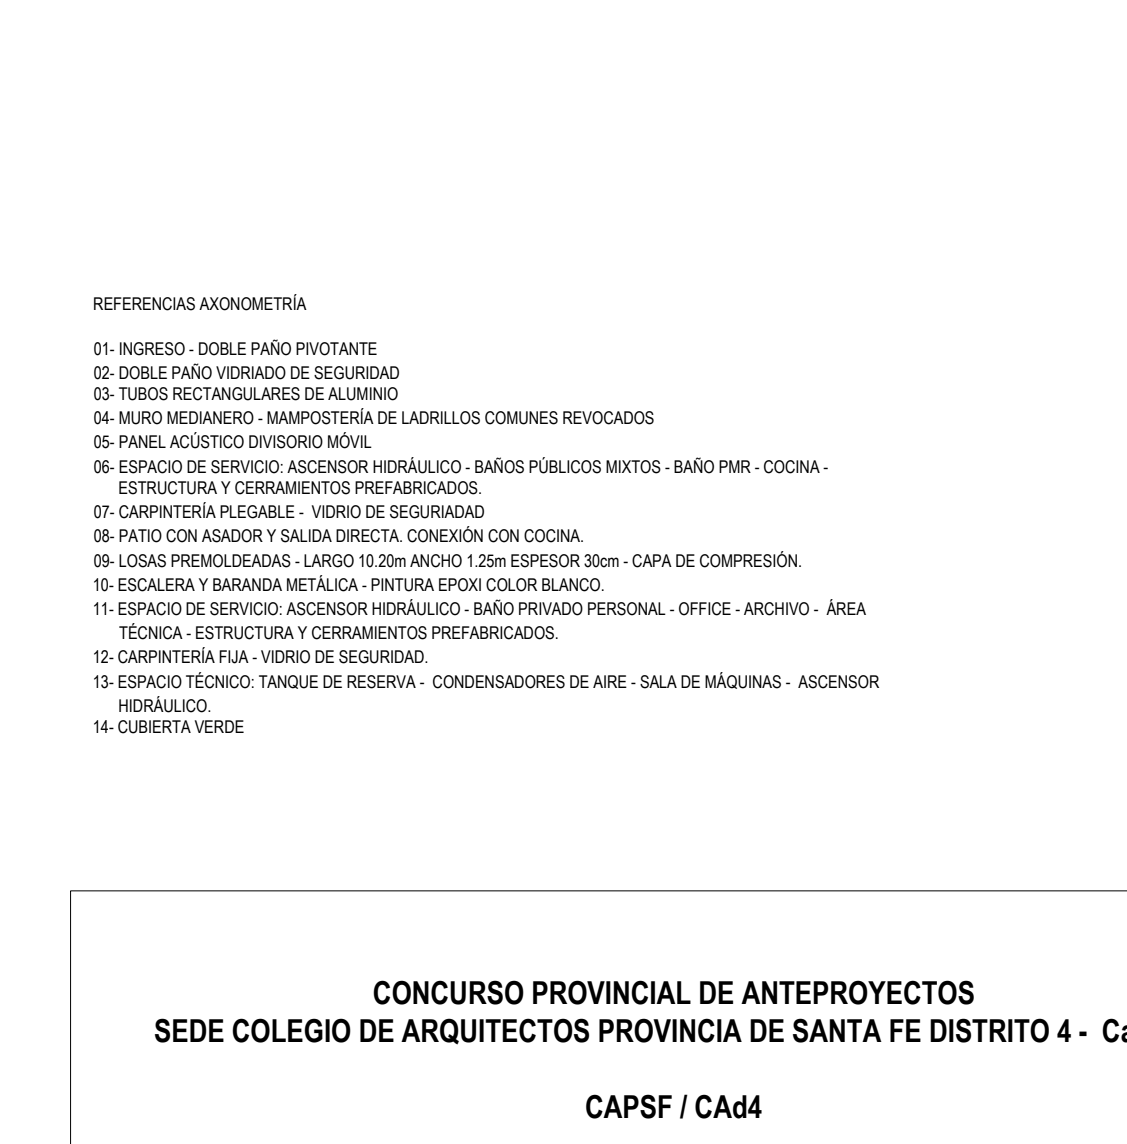 REFERENCIAS AXONOMETRÍA
01- INGRESO - DOBLE PAÑO PIVOTANTE
02- DOBLE PAÑO VIDRIADO DE SEGURIDAD
03- TUBOS RECTANGULARES DE ALUMINIO
04- MURO MEDIANERO - MAMPOSTERÍA DE LADRILLOS COMUNES REVOCADOS
05- PANEL ACÚSTICO DIVISORIO MÓVIL
06- ESPACIO DE SERVICIO: ASCENSOR HIDRÁULICO - BAÑOS PÚBLICOS MIXTOS - BAÑO PMR - COCINA -
ESTRUCTURA Y CERRAMIENTOS PREFABRICADOS.
07- CARPINTERÍA PLEGABLE - VIDRIO DE SEGURIADAD
08- PATIO CON ASADOR Y SALIDA DIRECTA. CONEXIÓN CON COCINA.
09- LOSAS PREMOLDEADAS - LARGO 10.20m ANCHO 1.25m ESPESOR 30cm - CAPA DE COMPRESIÓN.
10- ESCALERA Y BARANDA METÁLICA - PINTURA EPOXI COLOR BLANCO.
11- ESPACIO DE SERVICIO: ASCENSOR HIDRÁULICO - BAÑO PRIVADO PERSONAL - OFFICE - ARCHIVO - ÁREA
TÉCNICA - ESTRUCTURA Y CERRAMIENTOS PREFABRICADOS.
12- CARPINTERÍA FIJA - VIDRIO DE SEGURIDAD.
13- ESPACIO TÉCNICO: TANQUE DE RESERVA - CONDENSADORES DE AIRE - SALA DE MÁQUINAS - ASCENSOR
HIDRÁULICO.
14- CUBIERTA VERDE
CONCURSO PROVINCIAL DE ANTEPROYECTOS
SEDE COLEGIO DE ARQUITECTOS PROVINCIA DE SANTA FE DISTRITO 4 -
CAPSF / CAd4